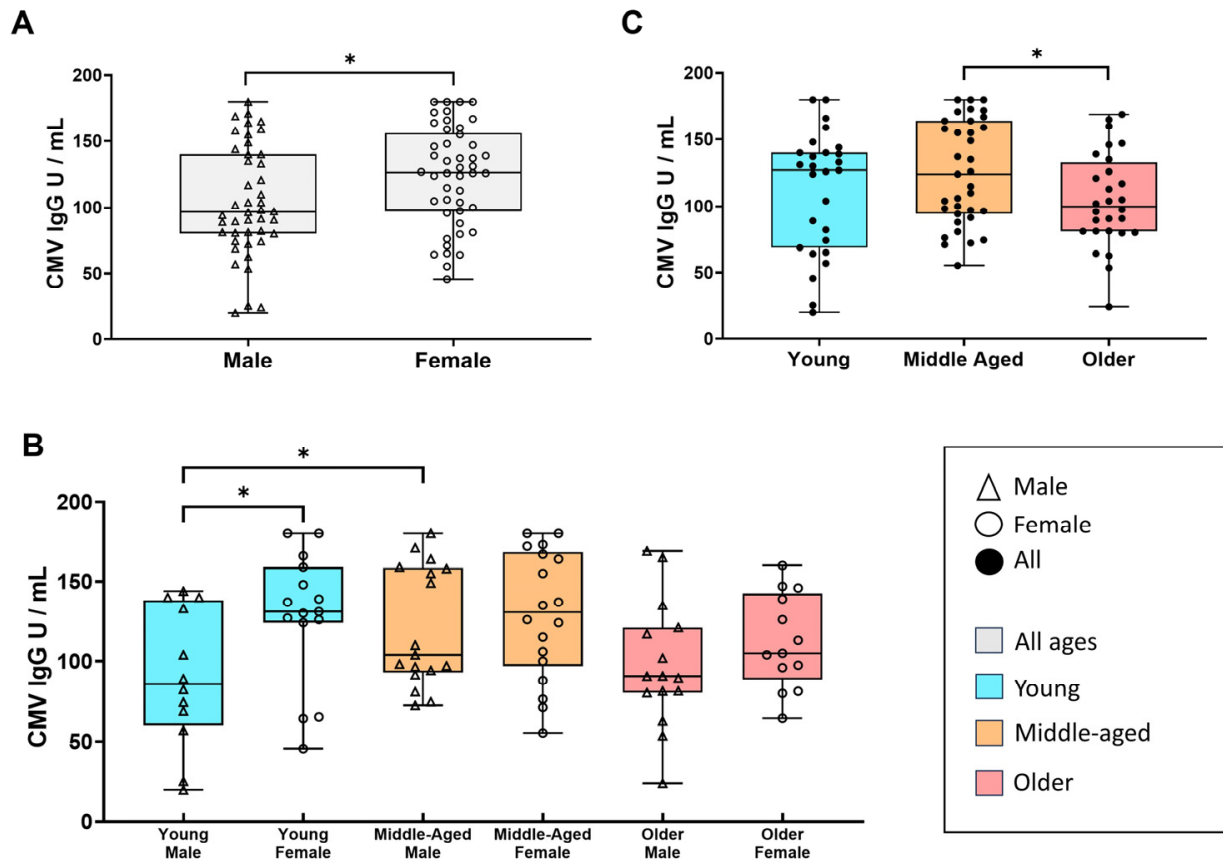 A
CMV IgG U / mL
200
150
100
50
0
*
Male
Female
C
CMV IgG U / mL
200
150
100
50
0
*
Young
Middle Aged
Older
B
CMV IgG U / mL
200
150
100
50
0
*
*
Young
Male
Young
Female
Middle-Aged
Male
Middle-Aged
Female
Older
Male
Older
Female
Male
Female
All
All ages
Young
Middle-aged
Older